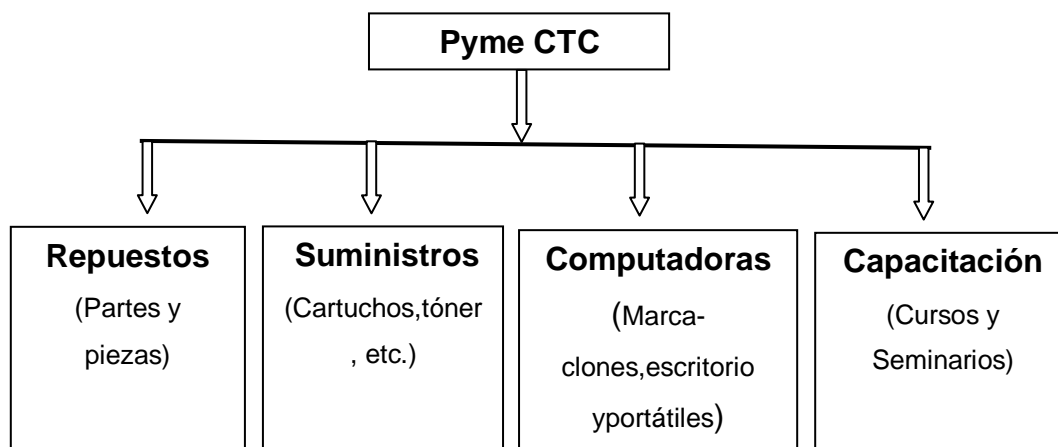 Pyme CTC
Repuestos
(Partes y
piezas)
Suministros
(Cartuchos,tóner
, etc.)
Computadoras
(Marca-
clones,escritorio
yportátiles)
Capacitación
(Cursos y
Seminarios)